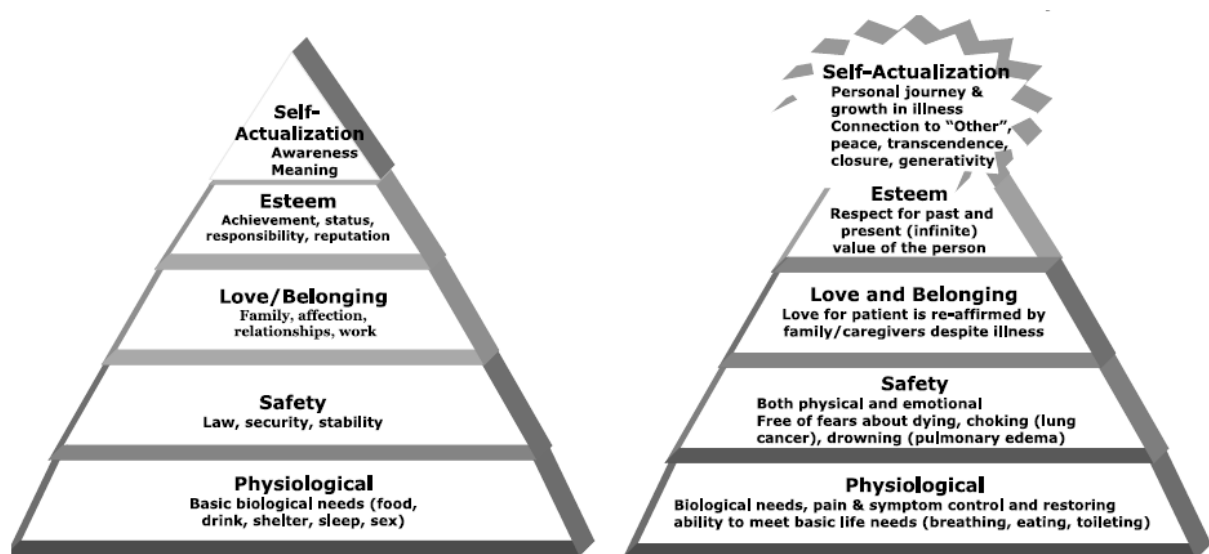 Self-
Actualization
Awareness
Meaning
Esteem
Achievement, status,
responsibility, reputation
Love/Belonging
Family, affection,
relationships, work
Safety
Law, security, stability
Physiological
Basic biological needs (food,
drink, shelter, sleep, sex)
Self-Actualization
Personal journey &
growth in illness
Connection to “Other”,
peace, transcendence,
closure, generativity
Esteem
Respect for past and
present (infinite)
value of the person
Love and Belonging
Love for patient is re-affirmed by
family/caregivers despite illness
Safety
Both physical and emotional
Free of fears about dying, choking (lung
cancer), drowning (pulmonary edema)
Physiological
Biological needs, pain & symptom control and restoring
ability to meet basic life needs (breathing, eating, toileting)